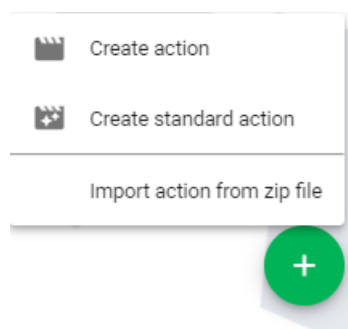 Create action
Create standard action
Import action from zip file
+